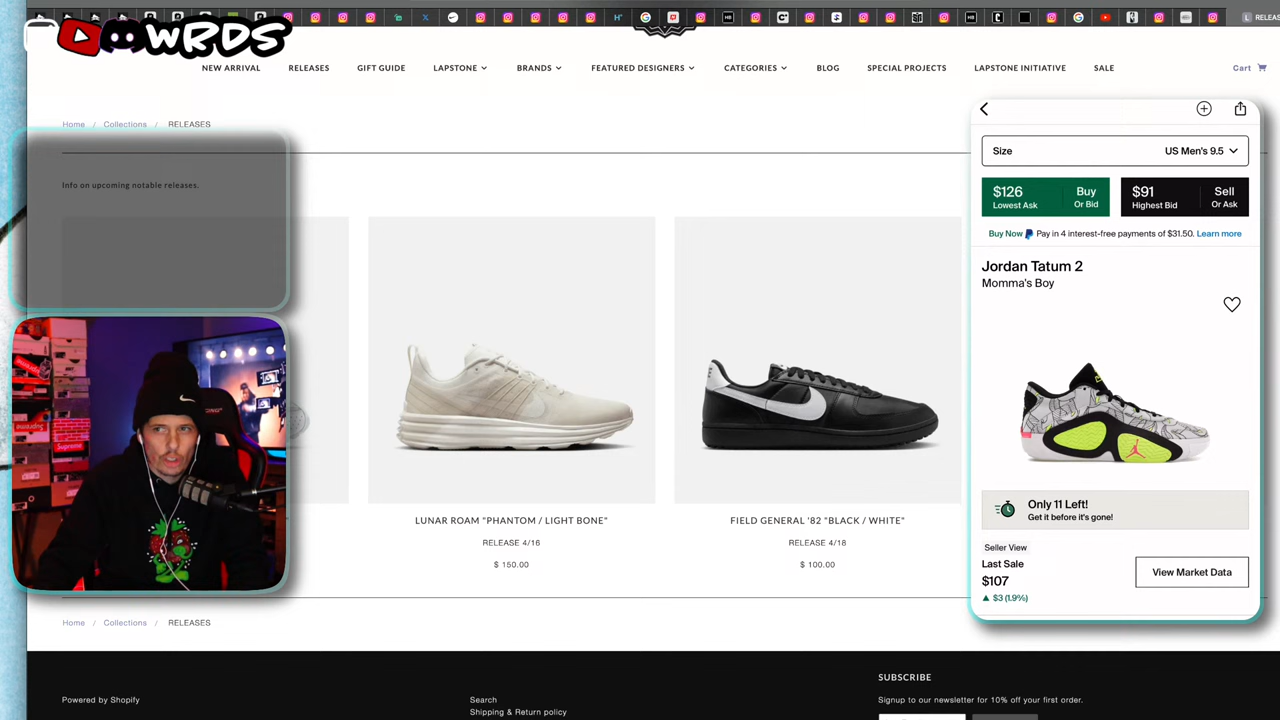 WRDS
RELEAS
NEW ARRIVAL RELEASES GIFT GUIDE LAPSTONE BRANDS FEATURED DESIGNERS CATEGORIES BLOG SPECIAL PROJECTS LAPSTONE INITIATIVE SALE Cart
Home / Collections / RELEASES
Info on upcoming notable releases.
LUNAR ROAM "PHANTOM / LIGHT BONE"
RELEASE 4/16
$ 150.00
FIELD GENERAL '82 "BLACK / WHITE"
RELEASE 4/18
$ 100.00
Size US Men's 9.5
$126 Buy $91 Sell
Lowest Ask Or Bid Highest Bid Or Ask
Buy Now Pay in 4 interest-free payments of $31.50. Learn more
Jordan Tatum 2
Momma's Boy
Only 11 Left!
Get it before it's gone!
Seller View
Last Sale
$107
View Market Data
▲ $3 (1.9%)
Home / Collections / RELEASES
SUBSCRIBE
Powered by Shopify
Search
Signup to our newsletter for 10% off your first order.
Shipping & Return policy